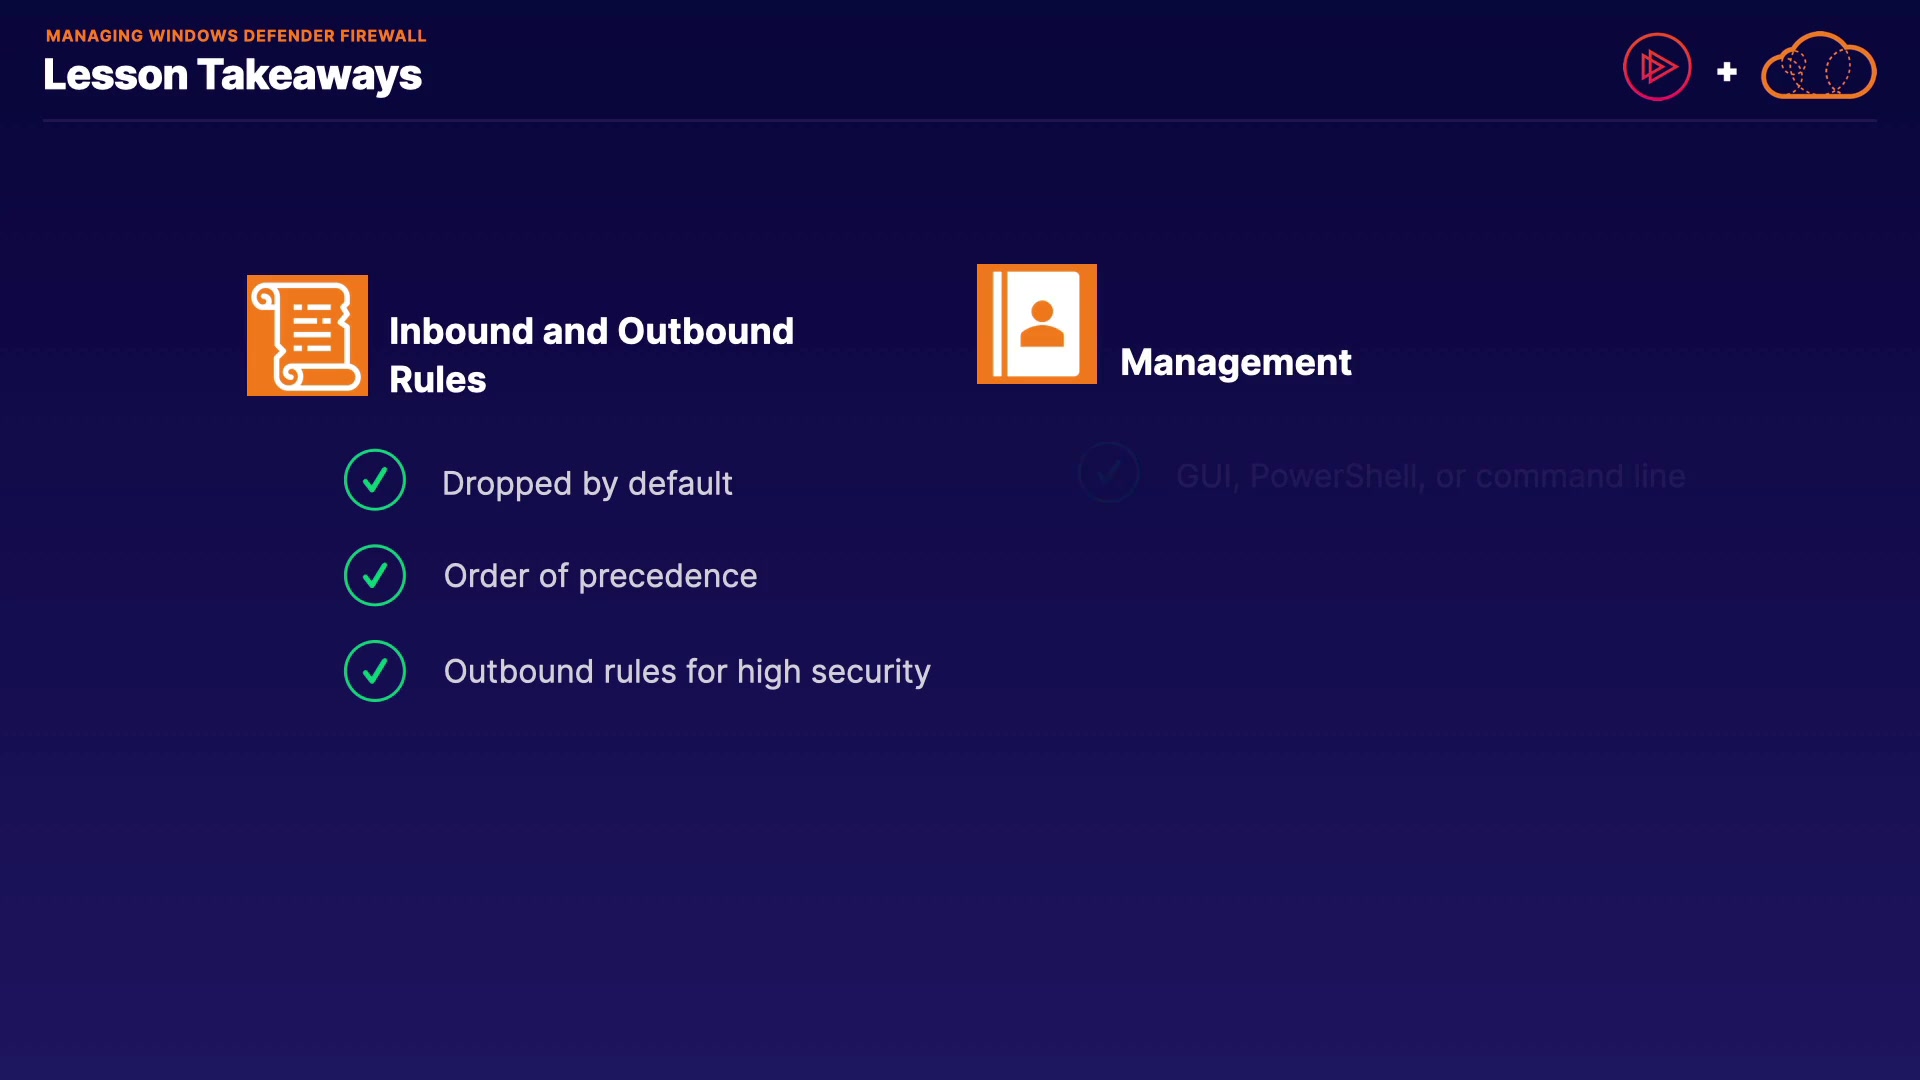 MANAGING WINDOWS DEFENDER FIREWALL
Lesson Takeaways
Inbound and Outbound
Rules
Dropped by default
Order of precedence
Outbound rules for high security
Management
GUI, PowerShell, or command line